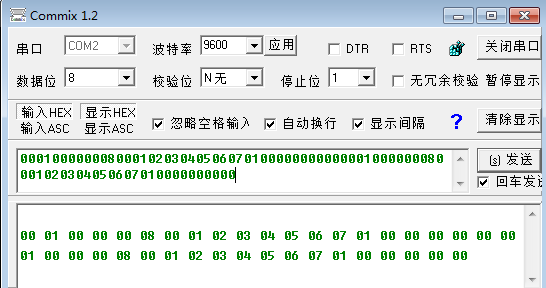 Commix 1.2
串口 COM2 波特率 9600 应用 DTR RTS 关闭串口
数据位 8 校验位 N 无 停止位 1 无冗余校验 暂停显示
输入HEX 显示HEX
输入ASC 显示ASC 忽略空格输入 自动换行 显示间隔 ? 清除显示
00010000000800010203040506070100000000000001000000080
001020304050607010000000000
[s] 发送
回车发送
00 01 00 00 00 08 00 01 02 03 04 05 06 07 01 00 00 00 00 00 00
01 00 00 00 08 00 01 02 03 04 05 06 07 01 00 00 00 00 00